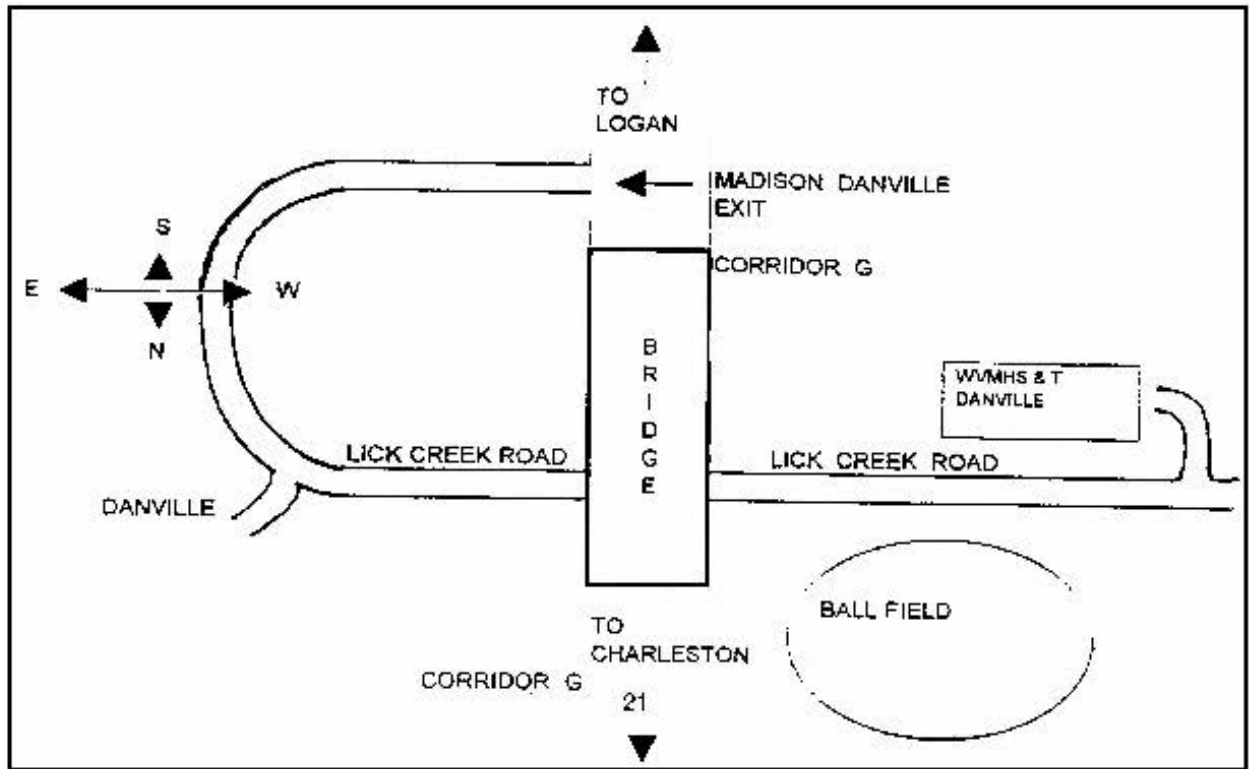 TO
LOGAN
MADISON DANVILLE
EXIT
CORRIDOR G
S
E
W
N
BRIDGE
WVMHS & T
DANVILLE
LICK CREEK ROAD
LICK CREEK ROAD
DANVILLE
BALL FIELD
TO
CHARLESTON
CORRIDOR G
21